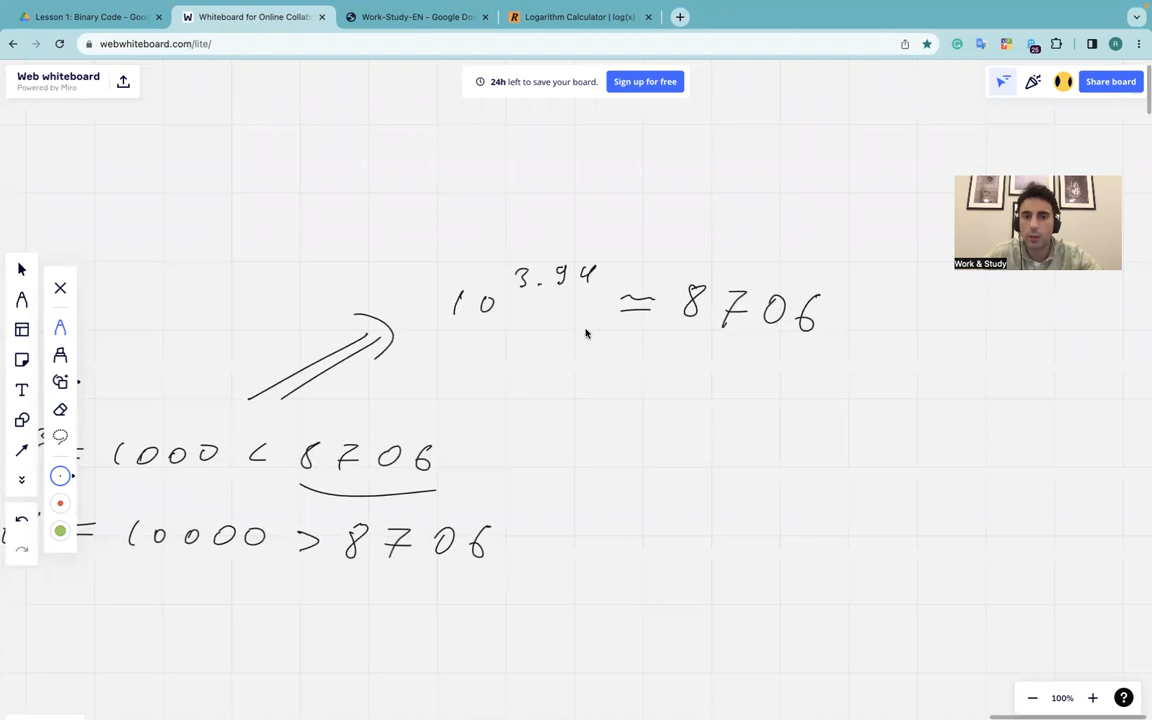 Lesson 1: Binary Code - Goo
Whiteboard for Online Collab
Work-Study-EN - Google Do
Logarithm Calculator | log(x)
webwhiteboard.com/lite/
25
R
Web whiteboard
Powered by Miro
24h left to save your board.
Sign up for free
Share board
Work & Study
10^3.94 ≈ 8706
= 1000 < 8706
= 10000 > 8706
T
100%
?